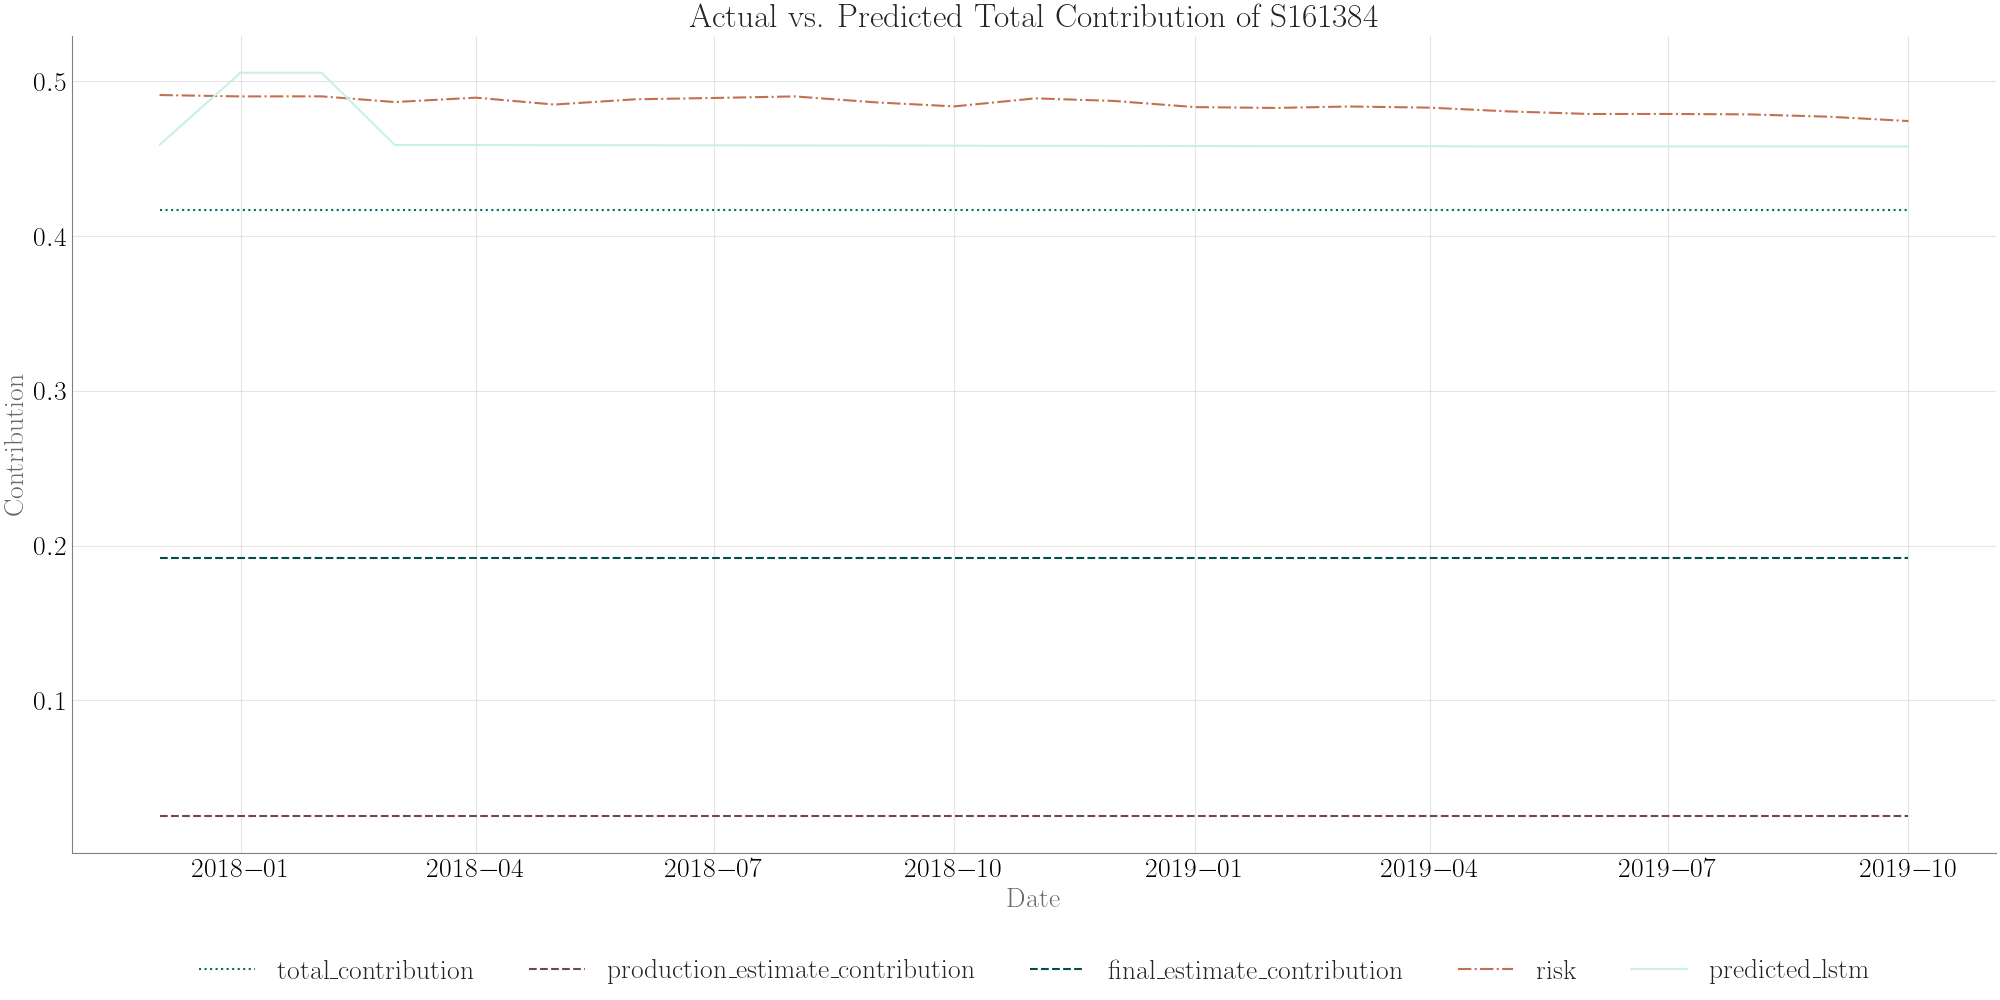 Actual vs. Predicted Total Contribution of S161384
0.5
0.4
0.3
0.2
0.1
Contribution
2018–01 2018–04 2018–07 2018–10 2019–01 2019–04 2019–07 2019–10
Date
total_contribution production_estimate_contribution final_estimate_contribution risk predicted_lstm